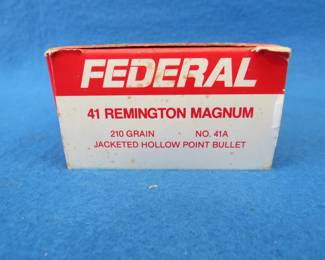 FEDERAL
41 REMINGTON MAGNUM
210 GRAIN NO. 41A
JACKETED HOLLOW POINT BULLET